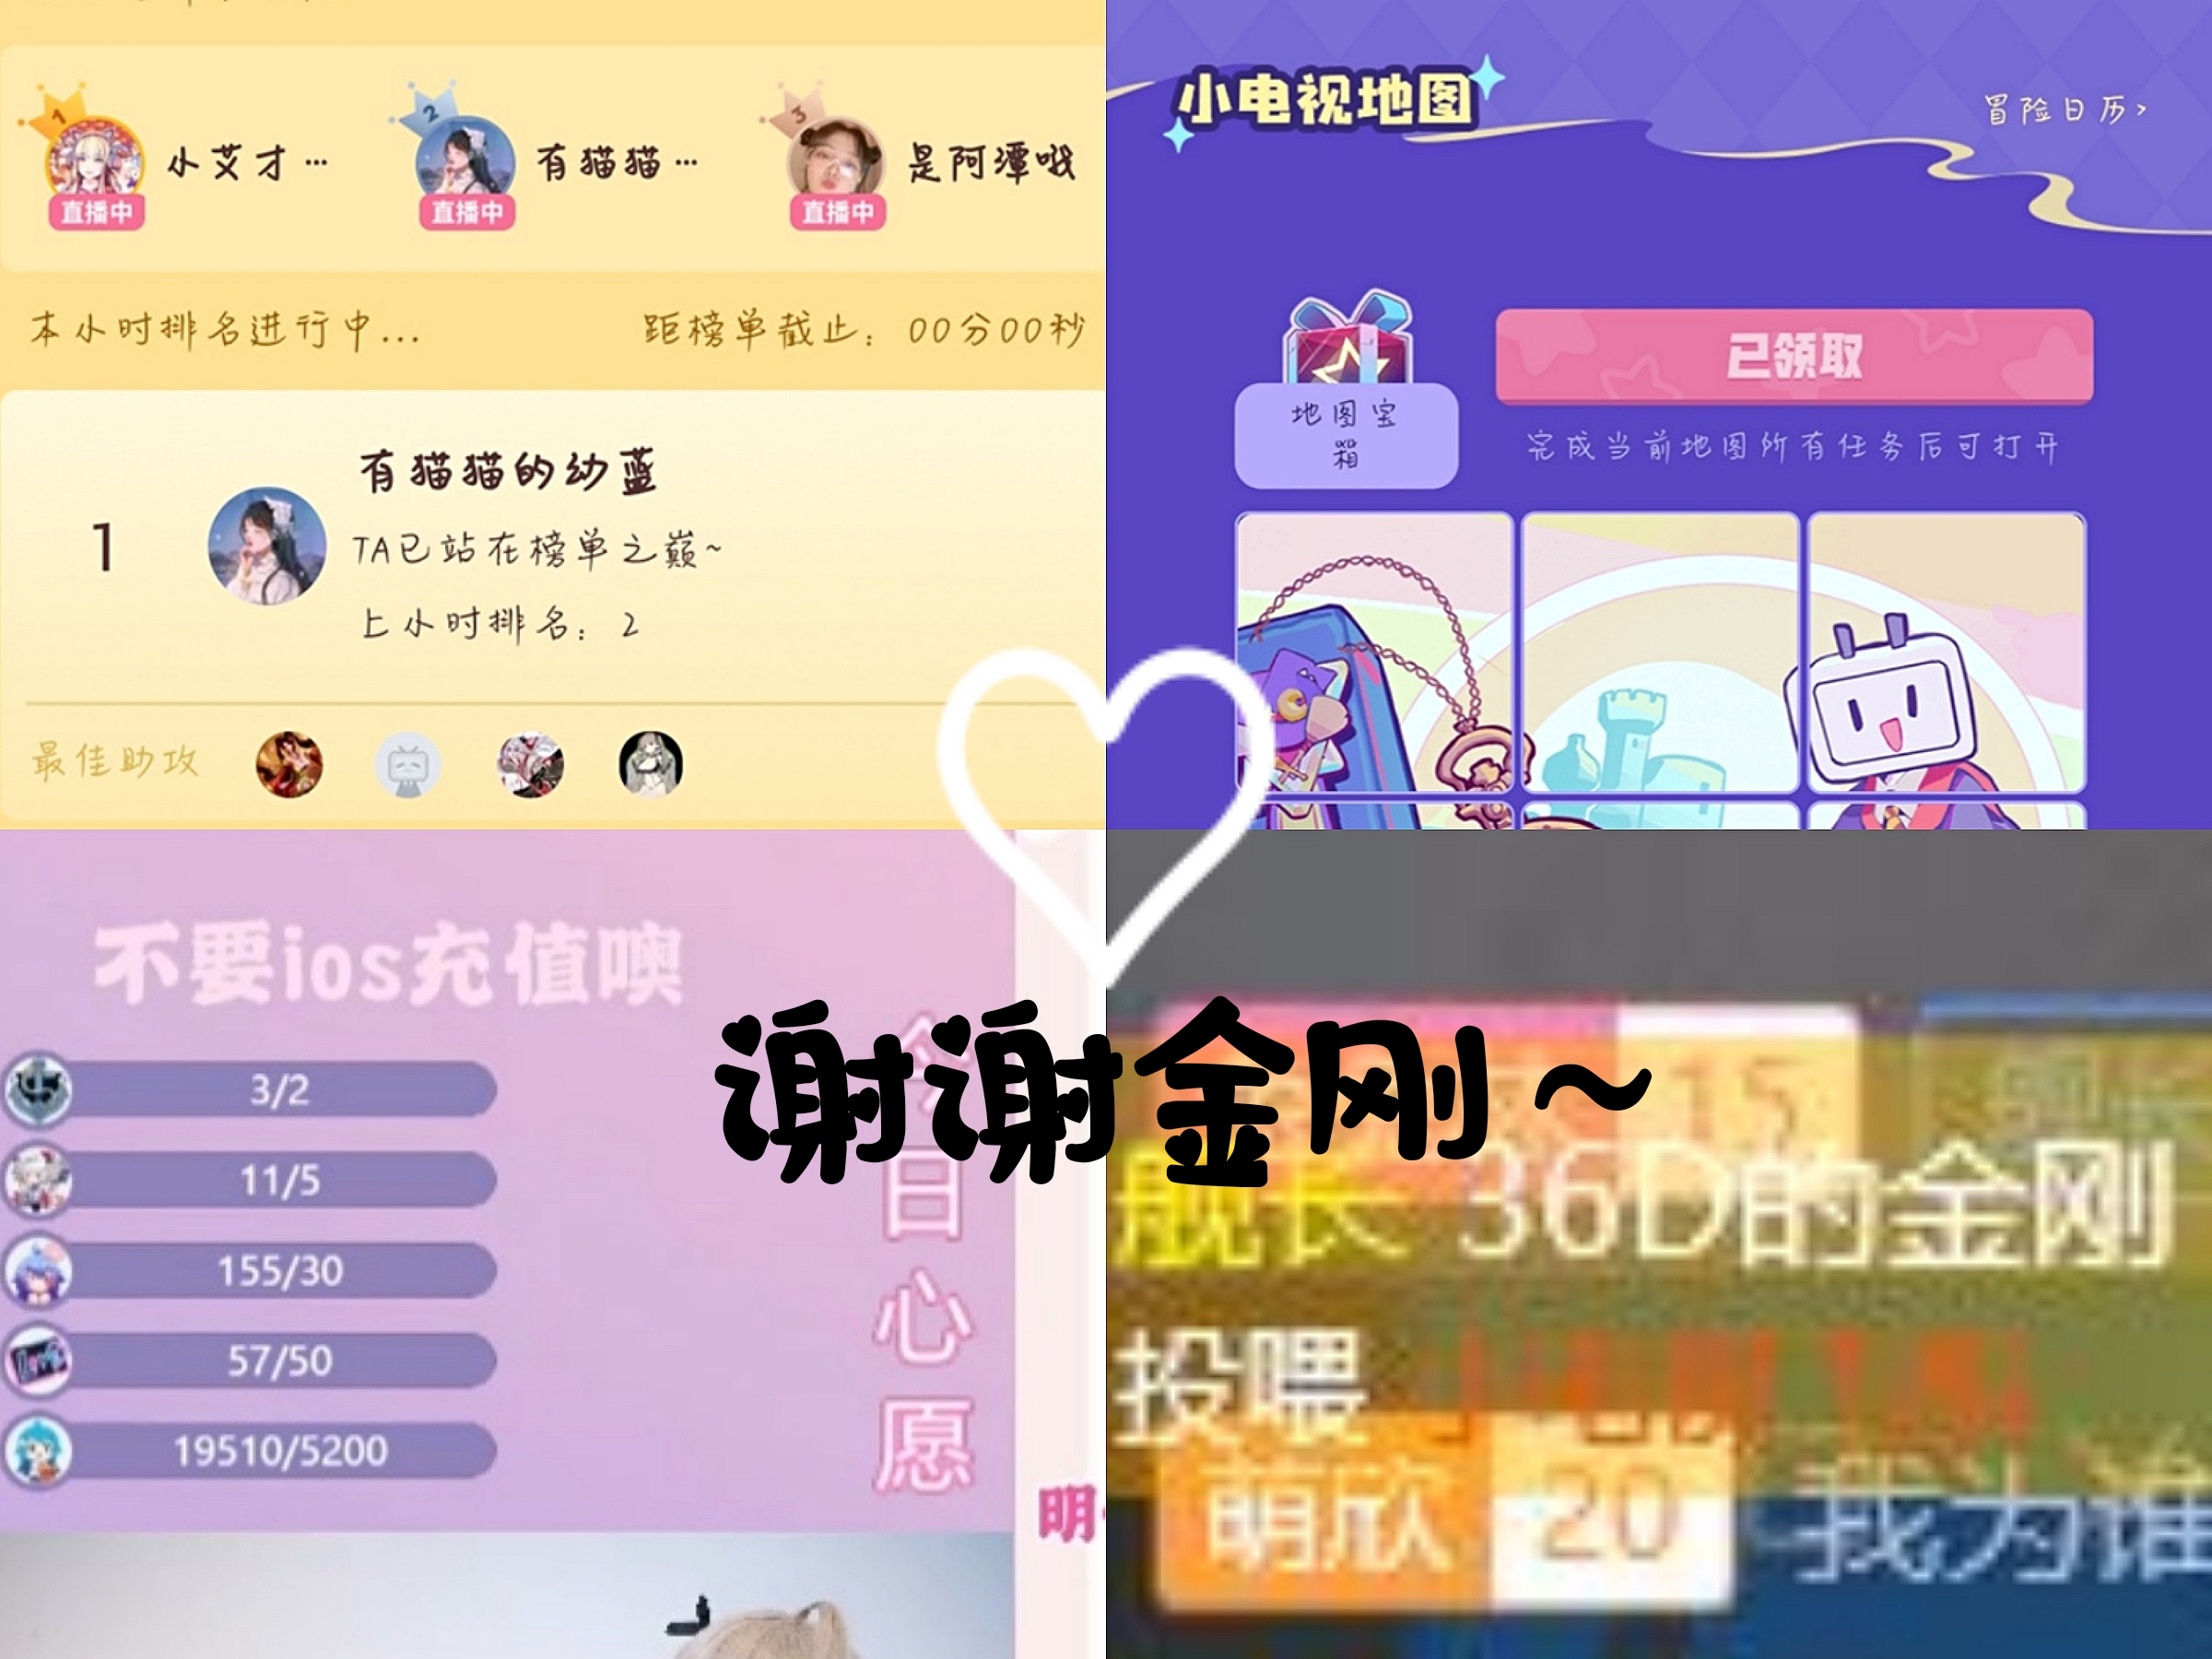 1
2
3
小艾才…
有猫猫…
是阿潭哦
直播中
直播中
直播中
本小时排名进行中...
距榜单截止：00分00秒
1
有猫猫的幼蓝
TA已站在榜单之巅~
上小时排名：2
最佳助攻
小电视地图
冒险日历>
已领取
地图宝
箱
完成当前地图所有任务后可打开
不要ios充值噢
3/2
11/5
155/30
57/50
19510/5200
今日心愿
明
谢谢金刚~
15
舰长 36D的金刚
投喂
萌欣 20 我为谁